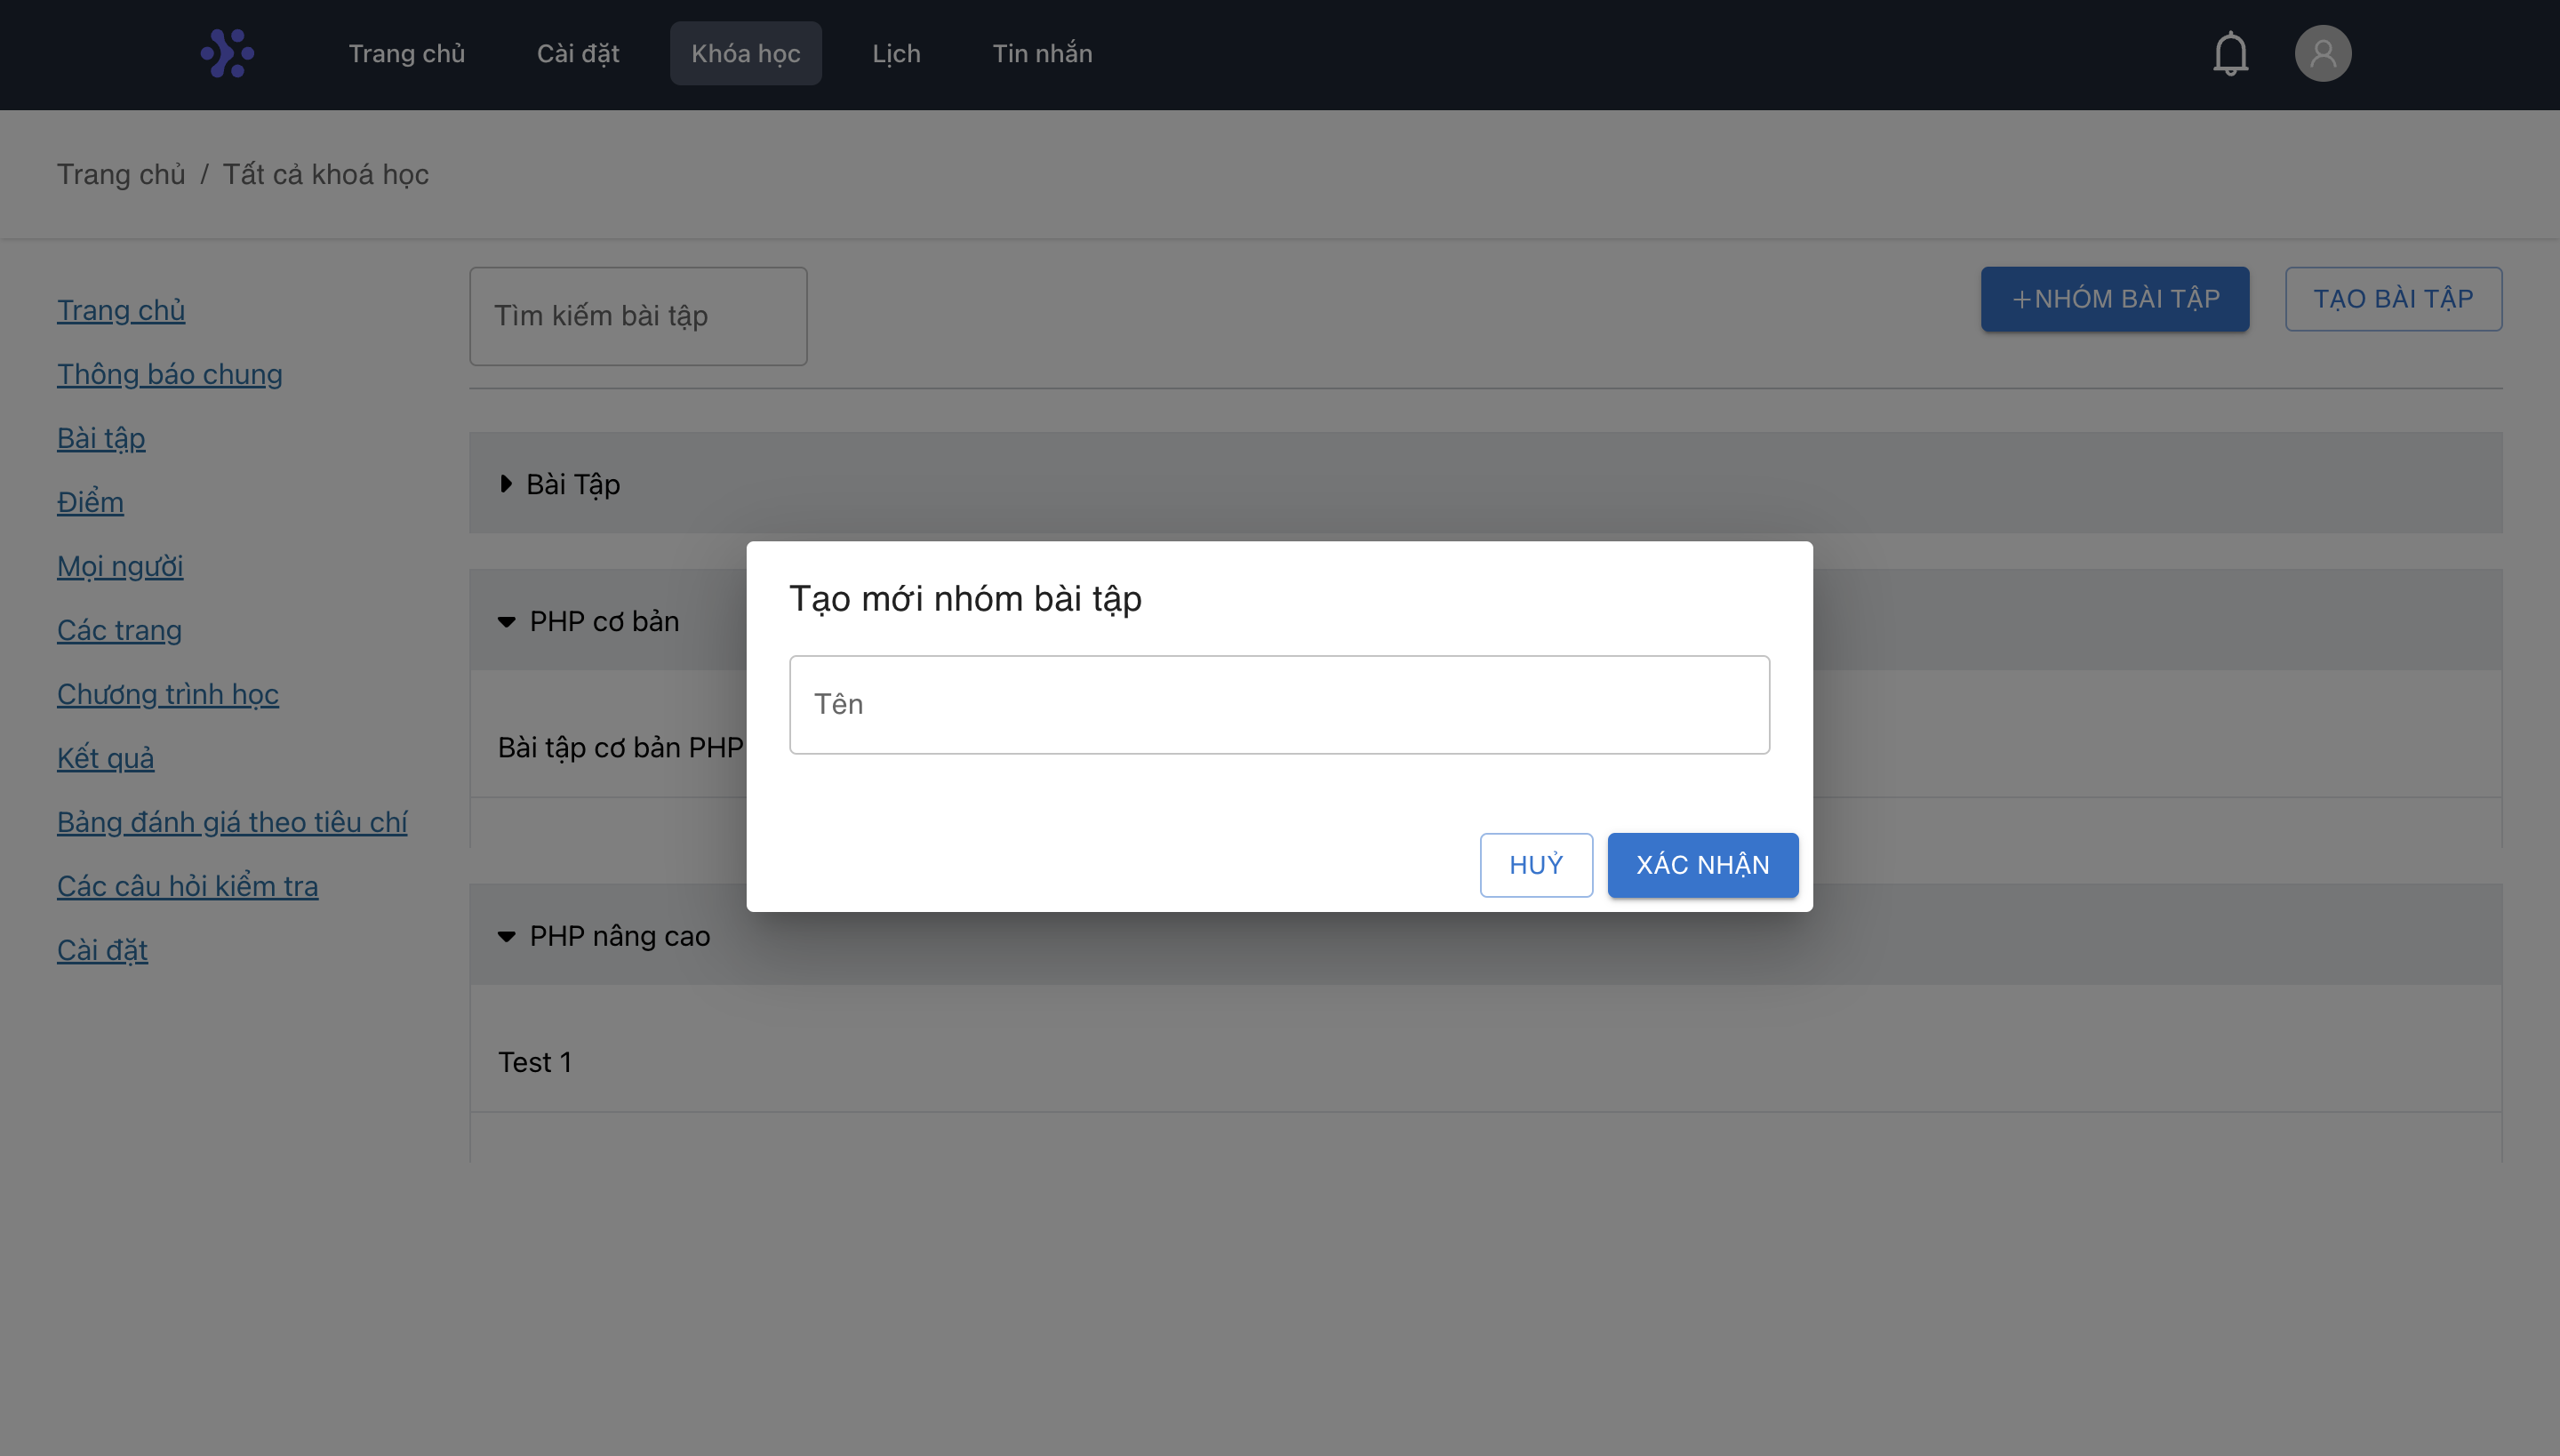 Trang chủ Cài đặt Khóa học Lịch Tin nhắn
Trang chủ / Tất cả khoá học
Trang chủ
Thông báo chung
Bài tập
Điểm
Mọi người
Các trang
Chương trình học
Kết quả
Bảng đánh giá theo tiêu chí
Các câu hỏi kiểm tra
Cài đặt
Tìm kiếm bài tập
+NHÓM BÀI TẬP
TẠO BÀI TẬP
Bài Tập
PHP cơ bản
Bài tập cơ bản PHP
PHP nâng cao
Test 1
Tạo mới nhóm bài tập
Tên
HUỶ
XÁC NHẬN